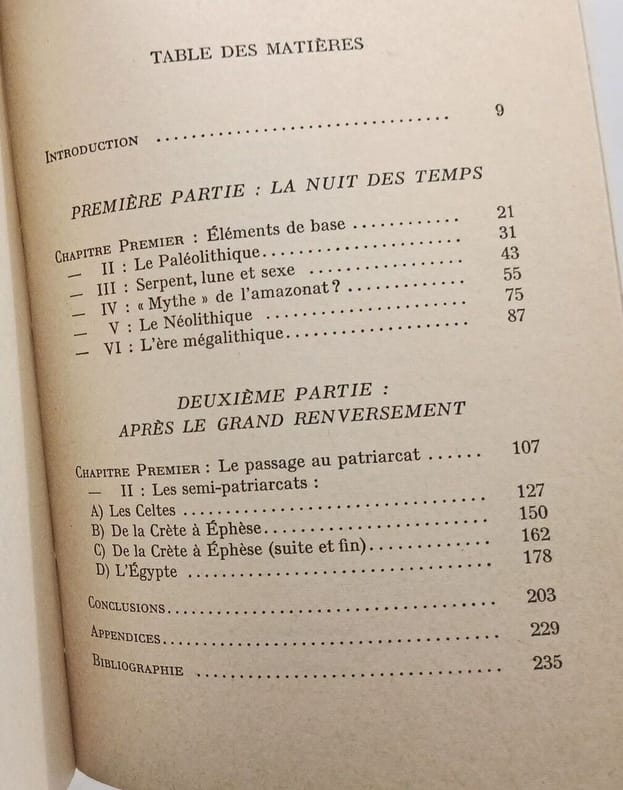 TABLE DES MATIÈRES
INTRODUCTION .................................. 9
PREMIÈRE PARTIE : LA NUIT DES TEMPS
CHAPITRE PREMIER : Éléments de base ............ 21
— II : Le Paléolithique....................... 31
— III : Serpent, lune et sexe ................. 43
— IV : « Mythe » de l'amazonat ? ............. 55
— V : Le Néolithique ....................... 75
— VI : L'ère mégalithique.................... 87
DEUXIÈME PARTIE :
APRÈS LE GRAND RENVERSEMENT
CHAPITRE PREMIER : Le passage au patriarcat ...... 107
— II : Les semi-patriarcats :
A) Les Celtes ................................. 127
B) De la Crète à Éphèse......................... 150
C) De la Crète à Éphèse (suite et fin)............. 162
D) L'Égypte ................................. 178
CONCLUSIONS.................................... 203
APPENDICES..................................... 229
BIBLIOGRAPHIE ................................. 235